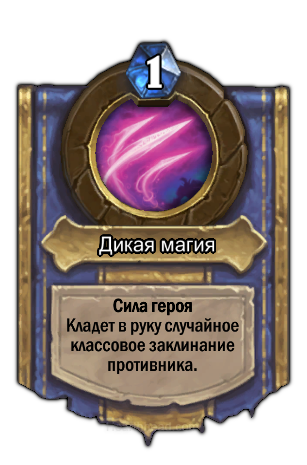 1
Дикая магия
Сила героя
Кладет в руку случайное
классовое заклинание
противника.